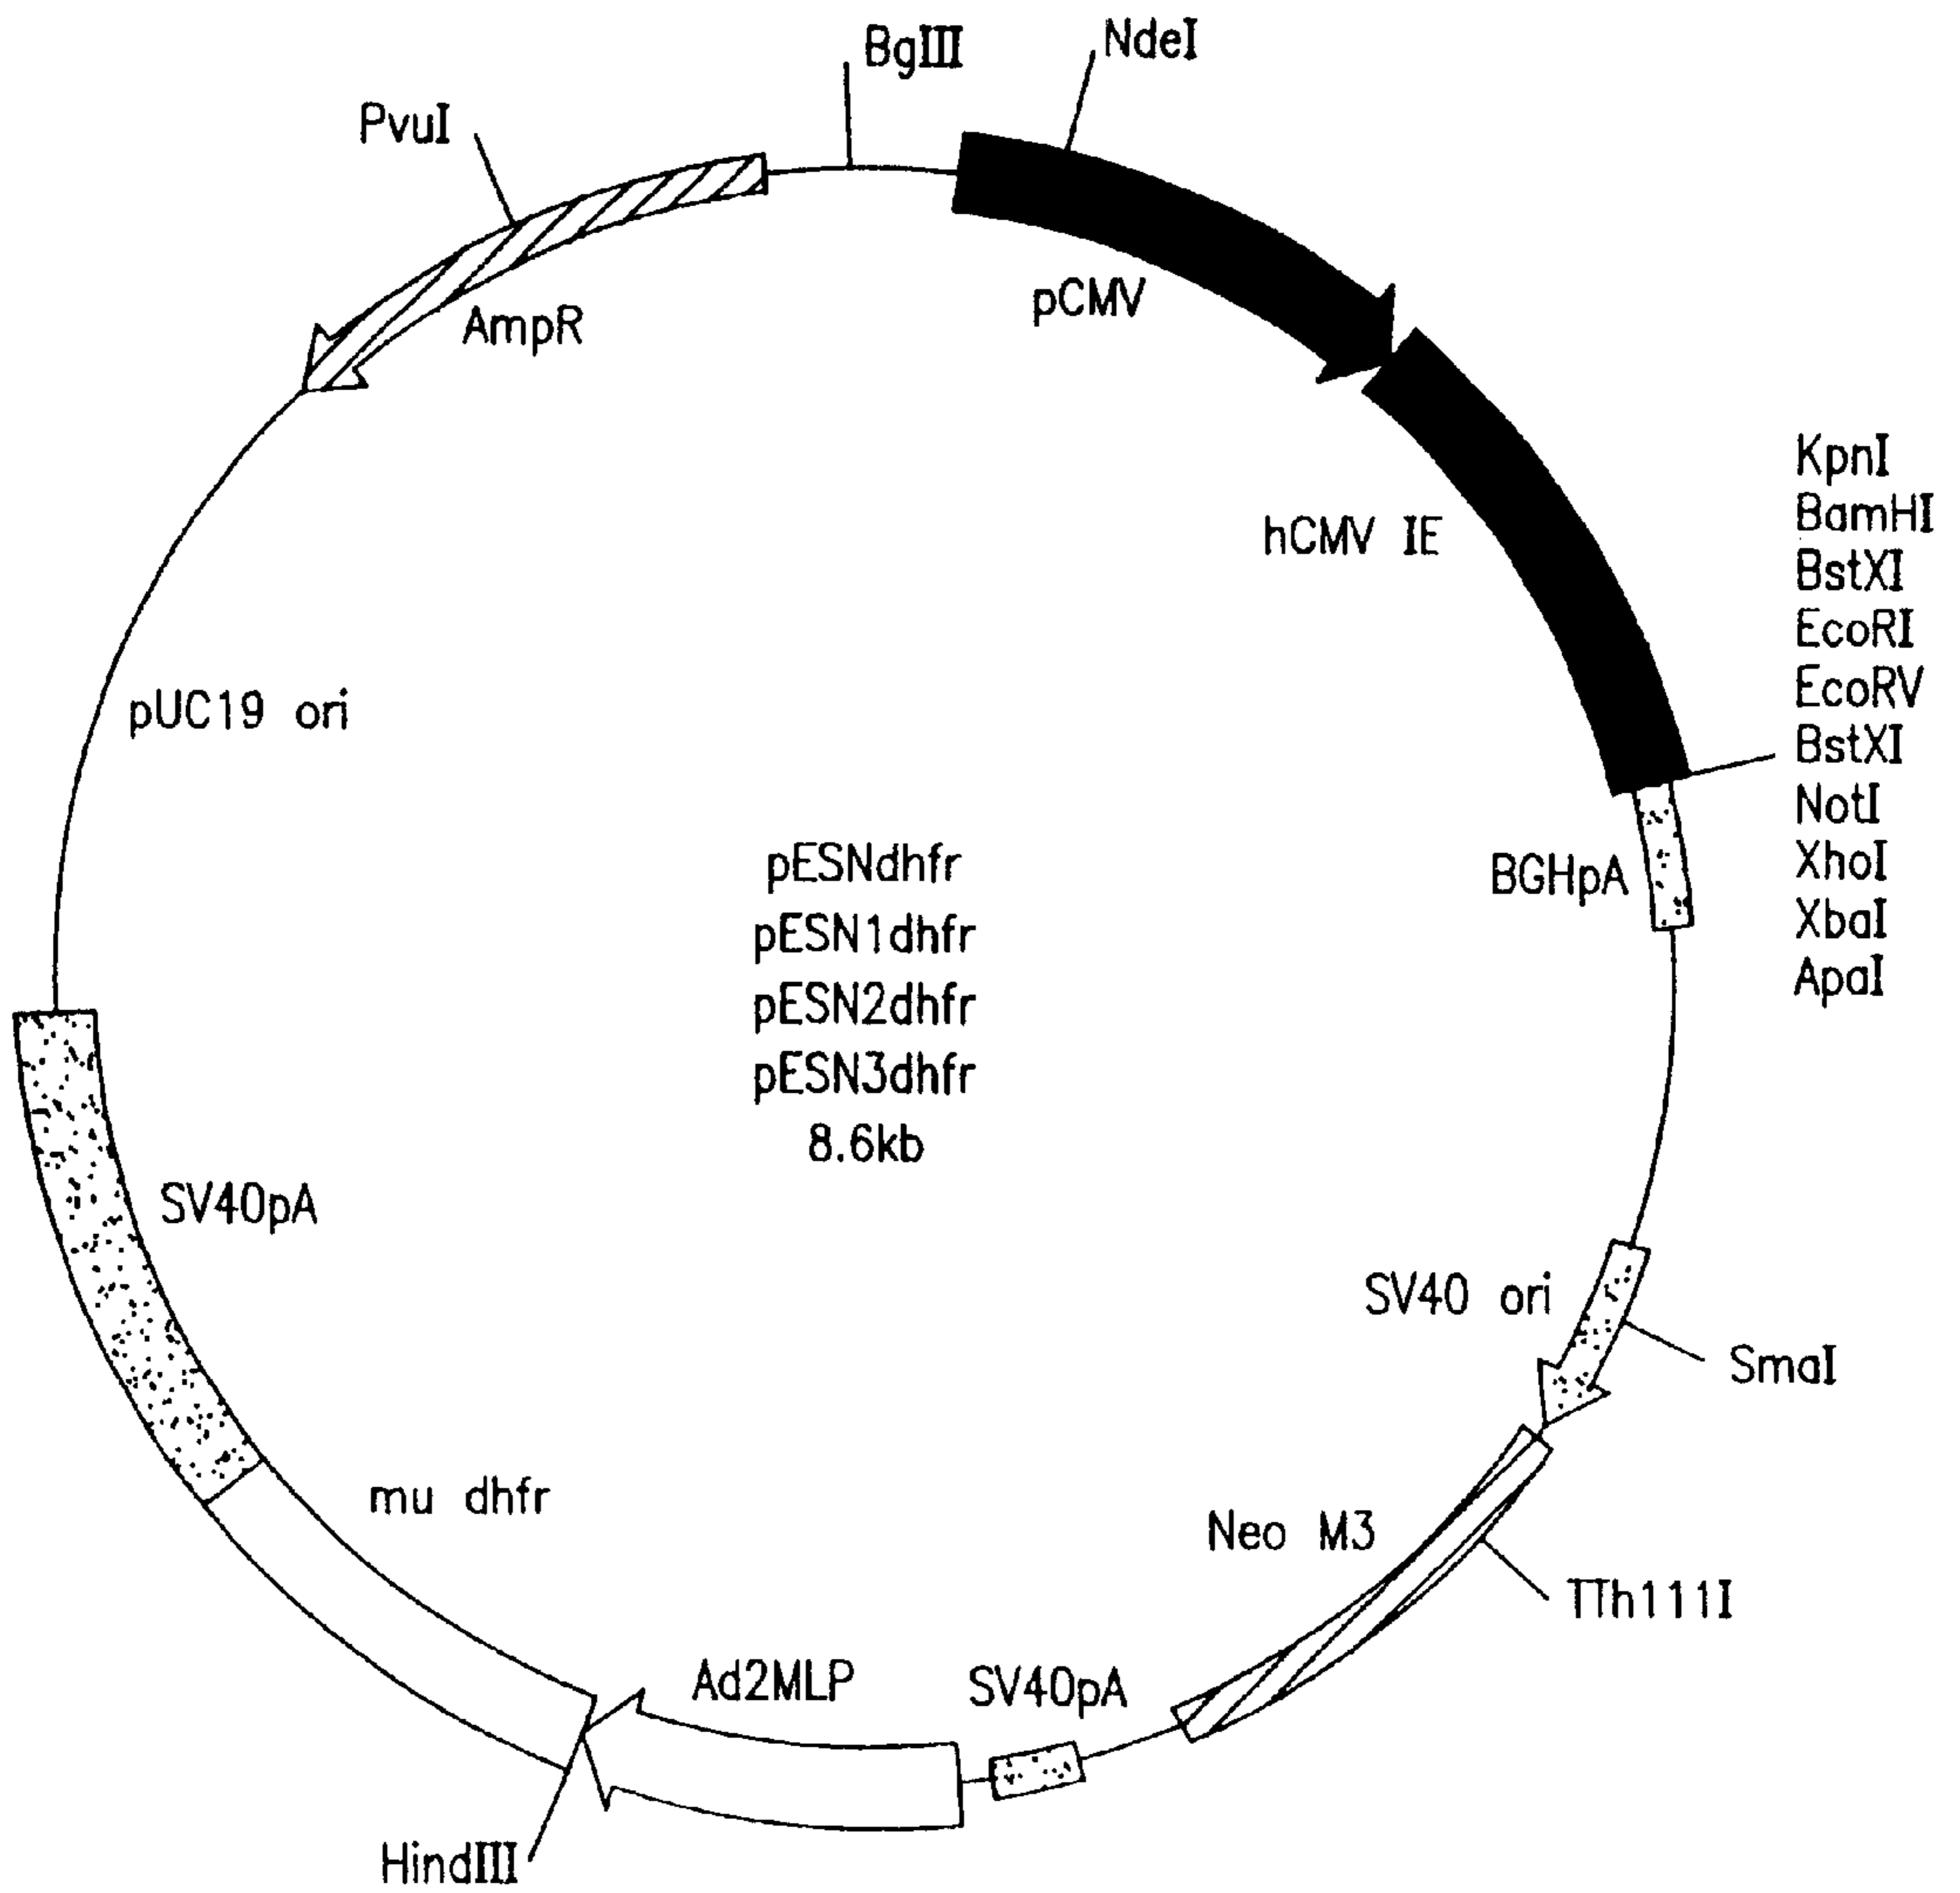 BglII
NdeI
PvuI
pCMV
AmpR
KpnI
BamHI
BstXI
EcoRI
EcoRV
BstXI
NotI
XhoI
XbaI
ApaI
hCMV IE
pUC19 ori
BGHpA
pESNdhfr
pESN1dhfr
pESN2dhfr
pESN3dhfr
8.6kb
SV40pA
SV40 ori
SmaI
mu dhfr
Neo M3
TTh111I
Ad2MLP
SV40pA
HindIII